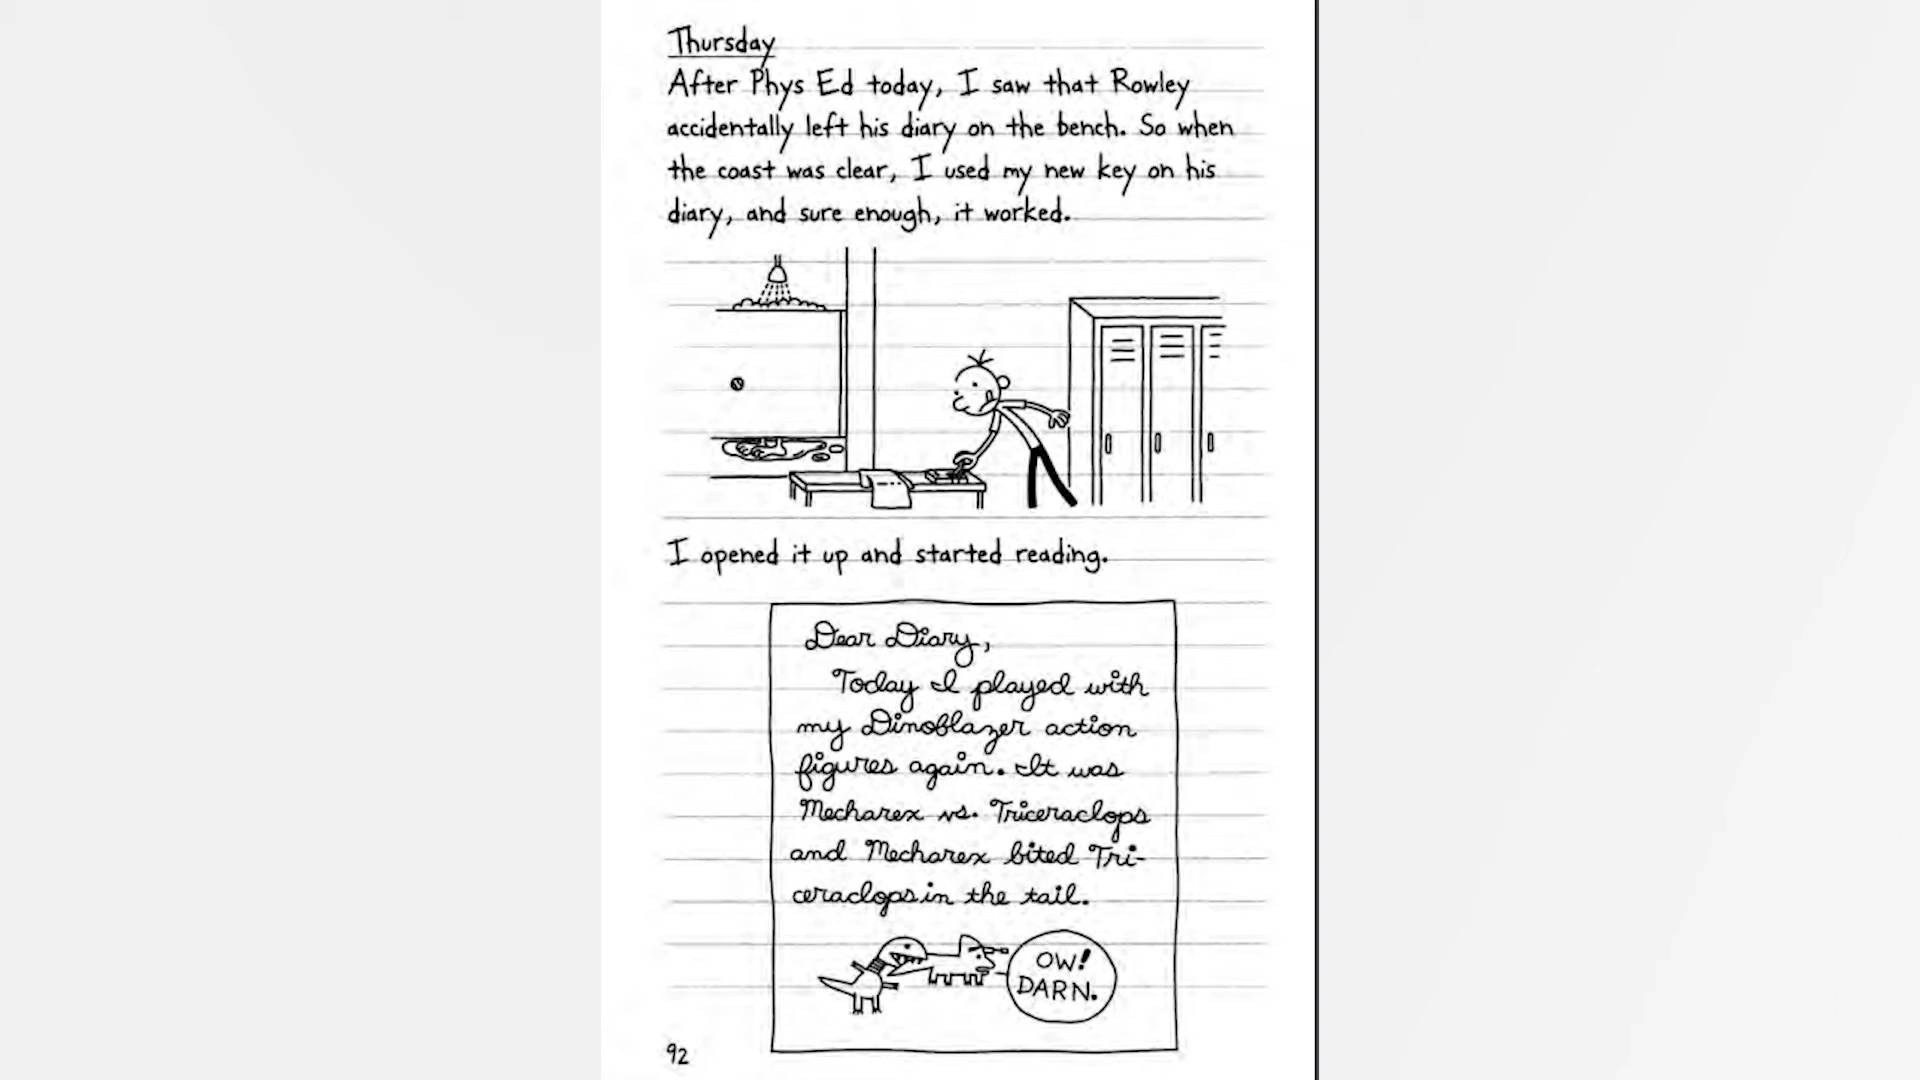 Thursday
After Phys Ed today, I saw that Rowley
accidentally left his diary on the bench. So when
the coast was clear, I used my new key on his
diary, and sure enough, it worked.
I opened it up and started reading.
Dear Diary,
Today I played with
my Dinoblazer action
figures again. It was
Mecharex vs. Triceraclops
and Mecharex bited Tri-
ceraclops in the tail.
OW!
DARN.
92